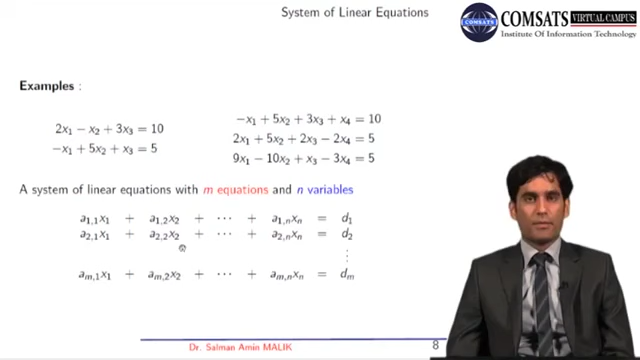 System of Linear Equations
COMSATS VIRTUAL CAMPUS
Institute Of Information Technology
COMSATS
Examples :
2x₁ − x₂ + 3x₃ = 10
−x₁ + 5x₂ + x₃ = 5
−x₁ + 5x₂ + 3x₃ + x₄ = 10
2x₁ + 5x₂ + 2x₃ − 2x₄ = 5
9x₁ − 10x₂ + x₃ − 3x₄ = 5
A system of linear equations with m equations and n variables
a₁,₁x₁ + a₁,₂x₂ + ⋯ + a₁,ₙxₙ = d₁
a₂,₁x₁ + a₂,₂x₂ + ⋯ + a₂,ₙxₙ = d₂
⋮
aₘ,₁x₁ + aₘ,₂x₂ + ⋯ + aₘ,ₙxₙ = dₘ
Dr. Salman Amin MALIK 8